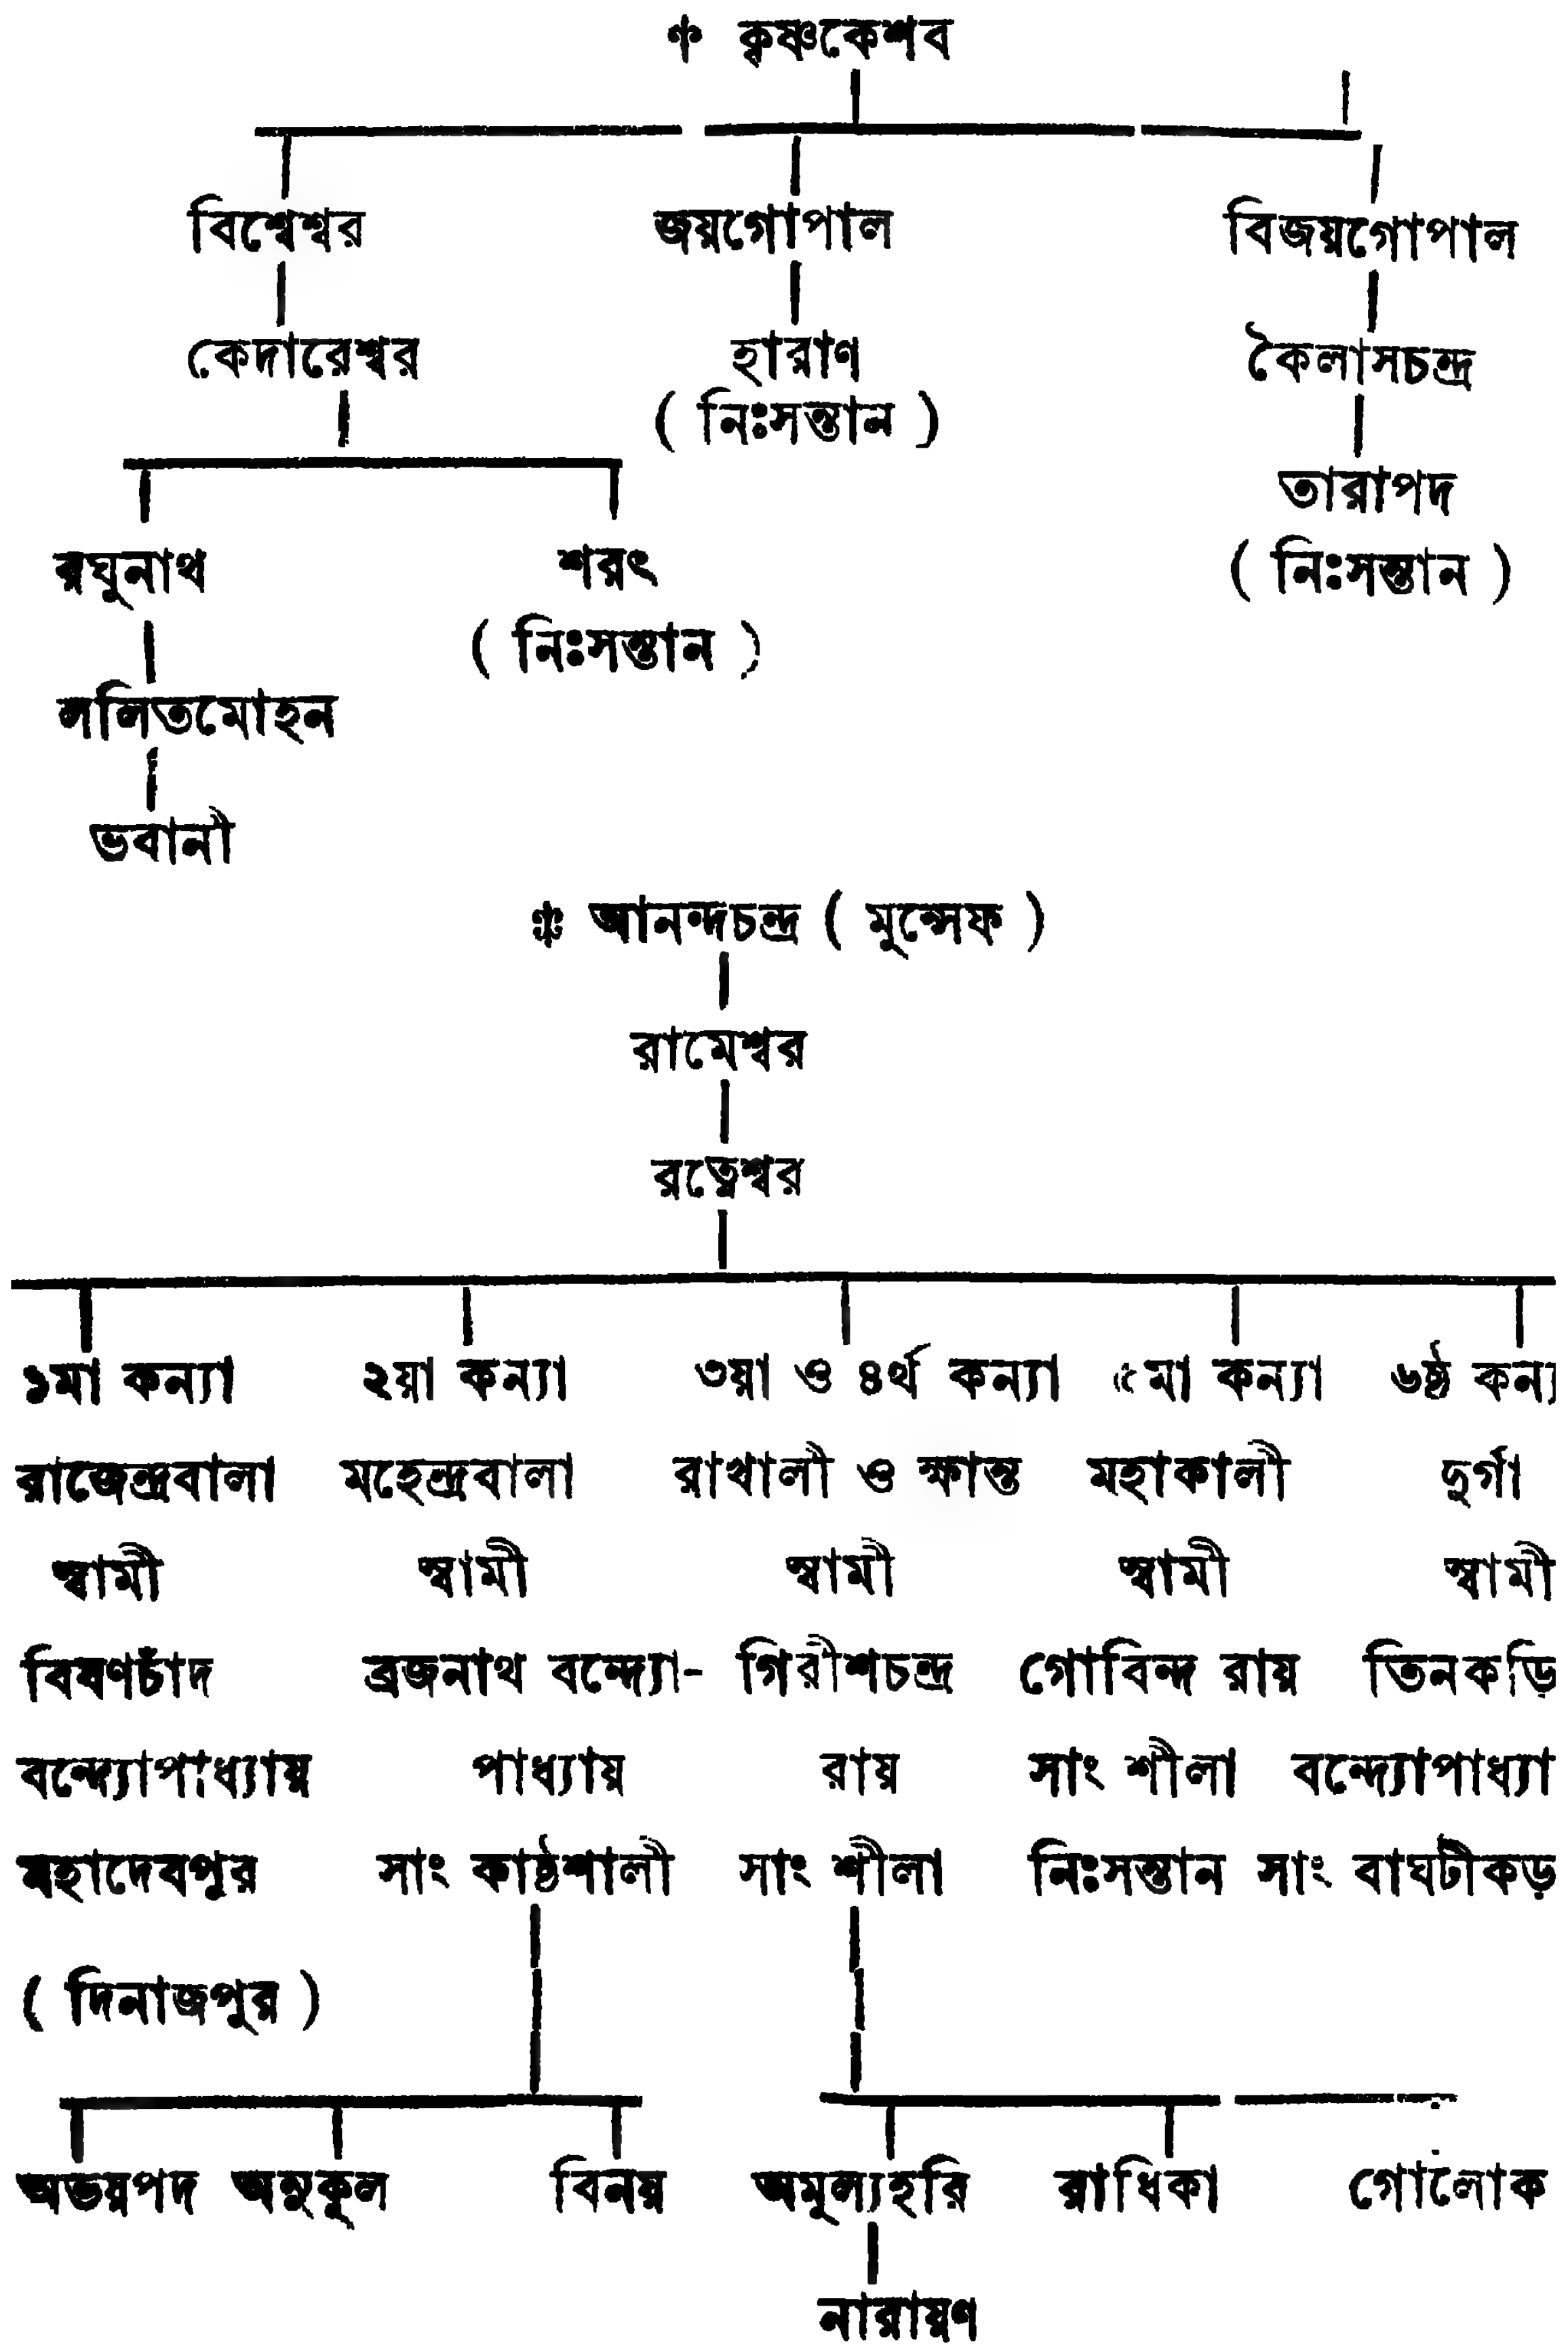 ✢ কৃষ্ণকেশব
বিশ্বেশ্বর জয়গোপাল বিজয়গোপাল
কেদারেশ্বর হারাণ কৈলাসচন্দ্র
( নিঃসন্তান )
তারাপদ
রঘুনাথ শরৎ ( নিঃসন্তান )
( নিঃসন্তান )
ললিতমোহন
ভবানী
আনন্দচন্দ্র ( মুন্সেফ )
রামেশ্বর
রত্নেশ্বর
১মা কন্যা ২য়া কন্যা ৩য়া ও ৪র্থ কন্যা ৫মা কন্যা ৬ষ্ঠ কন্যা
রাজেন্দ্রবালা মহেন্দ্রবালা রাখালী ও ক্ষান্ত মহাকালী দুর্গা
স্বামী স্বামী স্বামী স্বামী স্বামী
বিষণচাঁদ ব্রজনাথ বন্দ্যো- গিরীশচন্দ্র গোবিন্দ রায় তিনকড়ি
বন্দ্যোপাধ্যায় পাধ্যায় রায় সাং শীলা বন্দ্যোপাধ্যা
মহাদেবপুর সাং কাষ্ঠশালী সাং শীলা নিঃসন্তান সাং বাঘটীকড়
( দিনাজপুর )
অভয়পদ অনুকুল বিনয় অমূল্যহরি রাধিকা গোলোক
নারায়ণ